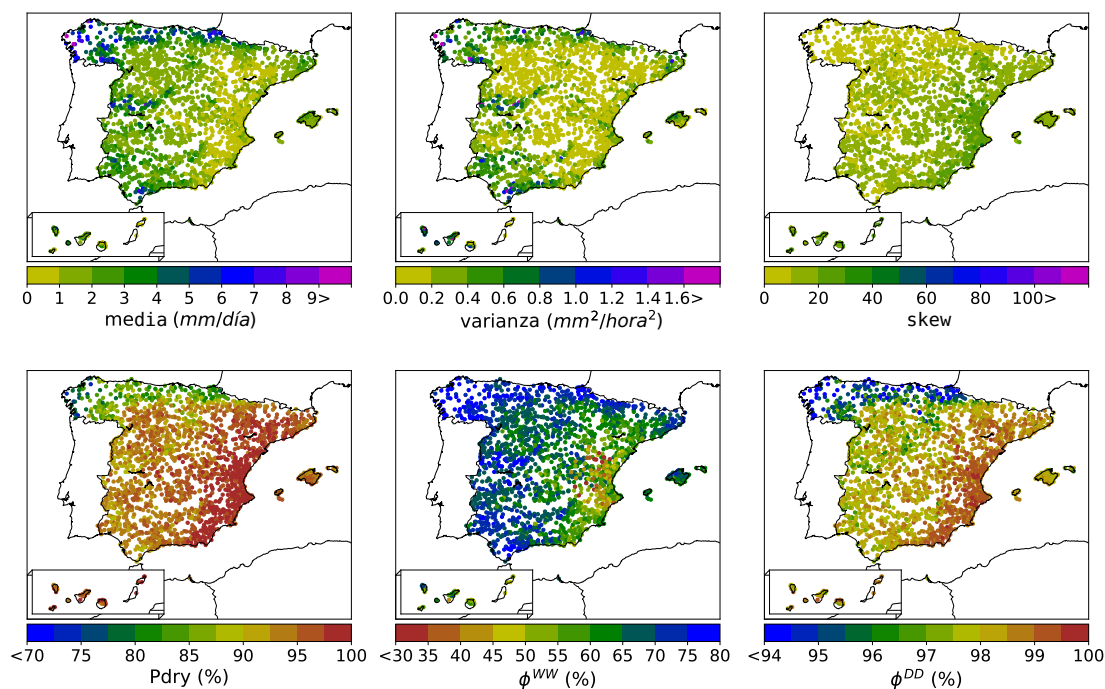 0 1 2 3 4 5 6 7 8 9>
media (mm/día)
0.0 0.2 0.4 0.6 0.8 1.0 1.2 1.4 1.6>
varianza (mm²/hora²)
0 20 40 60 80 100>
skew
<70 75 80 85 90 95 100
Pdry (%)
<30 35 40 45 50 55 60 65 70 75 80
ϕᵂᵂ (%)
<94 95 96 97 98 99 100
ϕᴰᴰ (%)